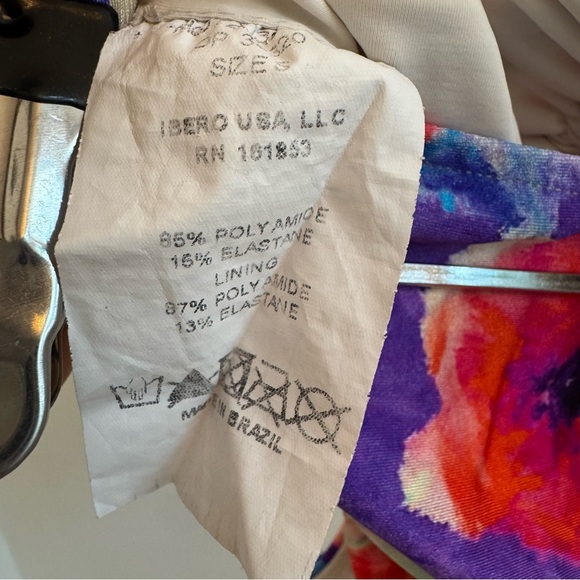 SIZE S
IBERO USA, LLC
RN 161853
85% POLYAMIDE
15% ELASTANE
LINING
87% POLYAMIDE
13% ELASTANE
MADE IN BRAZIL